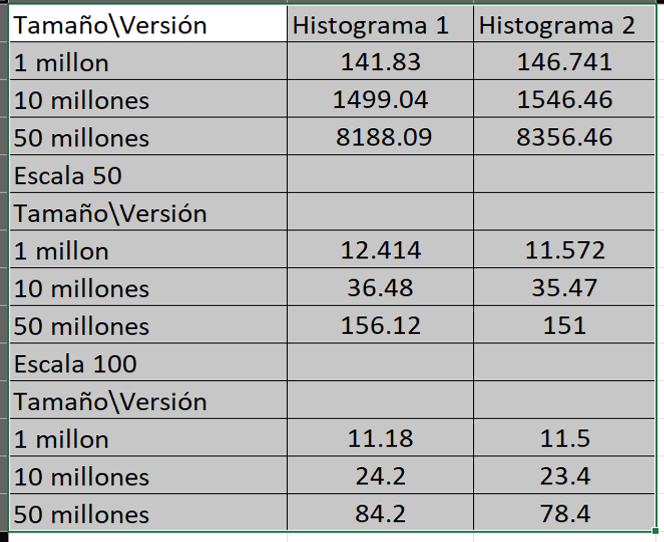 Tamaño\Versión Histograma 1 Histograma 2
1 millon 141.83 146.741
10 millones 1499.04 1546.46
50 millones 8188.09 8356.46
Escala 50
Tamaño\Versión
1 millon 12.414 11.572
10 millones 36.48 35.47
50 millones 156.12 151
Escala 100
Tamaño\Versión
1 millon 11.18 11.5
10 millones 24.2 23.4
50 millones 84.2 78.4